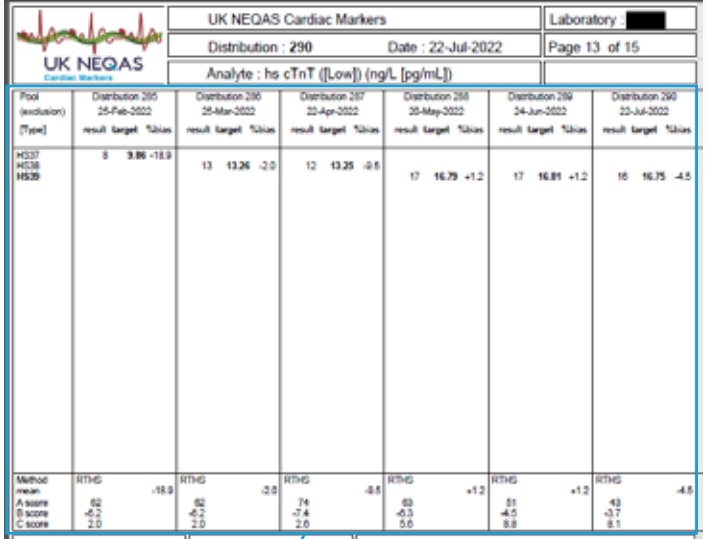 UK NEQAS Cardiac Markers
Laboratory :
Distribution : 290 Date : 22-Jul-2022
Page 13 of 15
UK NEQAS
Cardiac Markers
Analyte : hs cTnT ([Low]) (ng/L [pg/mL])
Pool Distribution 285 Distribution 286 Distribution 287 Distribution 288 Distribution 289 Distribution 290
(exclusion) 25-Feb-2022 25-Mar-2022 22-Apr-2022 20-May-2022 24-Jun-2022 22-Jul-2022
[Type] result target %bias result target %bias result target %bias result target %bias result target %bias result target %bias
HS37 8 9.86 -18.9
HS38 13 13.26 -2.0 12 13.25 -9.5
HS39 17 16.79 +1.2 17 16.81 +1.2 16 16.75 -4.5
Method RTHS RTHS RTHS RTHS RTHS RTHS
mean -18.9 -2.0 -9.5 +1.2 +1.2 -4.5
A score 62 62 74 63 51 43
B score -6.2 -6.2 -7.4 -6.3 -4.5 -3.7
C score 2.0 2.0 2.6 5.6 8.8 8.1